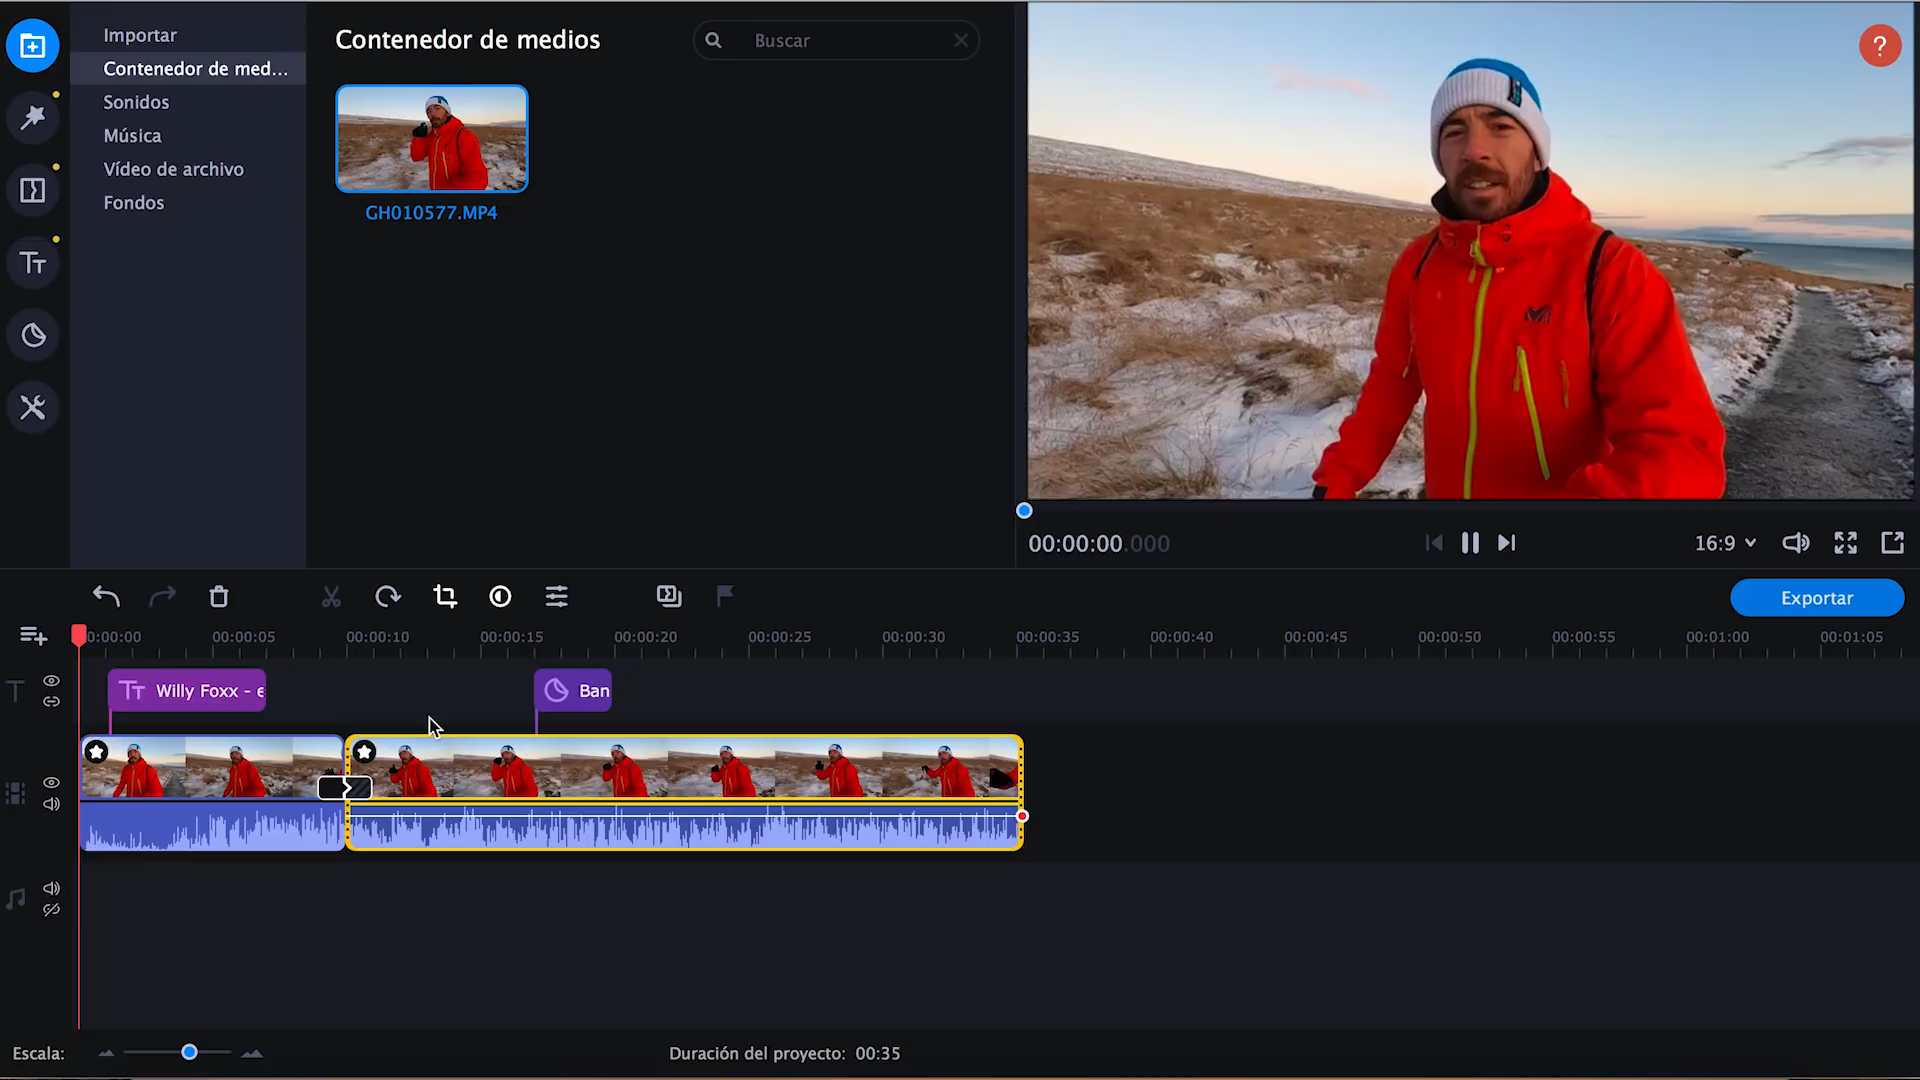 Importar
Contenedor de med...
Sonidos
Música
Vídeo de archivo
Fondos
Contenedor de medios
Buscar
GH010577.MP4
?
00:00:00.000
16:9
Exportar
0:00:00
00:00:05
00:00:10
00:00:15
00:00:20
00:00:25
00:00:30
00:00:35
00:00:40
00:00:45
00:00:50
00:00:55
00:01:00
00:01:05
Willy Foxx - e
Ban
Escala:
Duración del proyecto: 00:35